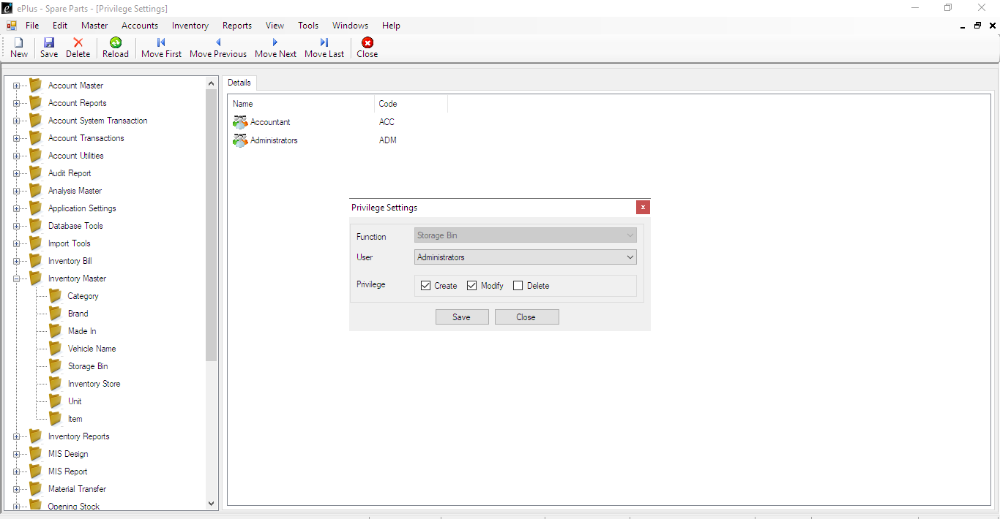 ePlus - Spare Parts - [Privilege Settings]
File Edit Master Accounts Inventory Reports View Tools Windows Help
New Save Delete Reload Move First Move Previous Move Next Move Last Close
Account Master
Account Reports
Account System Transaction
Account Transactions
Account Utilities
Audit Report
Analysis Master
Application Settings
Database Tools
Import Tools
Inventory Bill
Inventory Master
Category
Brand
Made In
Vehicle Name
Storage Bin
Inventory Store
Unit
Item
Inventory Reports
MIS Design
MIS Report
Material Transfer
Opening Stock
Details
Name Code
Accountant ACC
Administrators ADM
Privilege Settings
Function Storage Bin
User Administrators
Privilege Create Modify Delete
Save Close